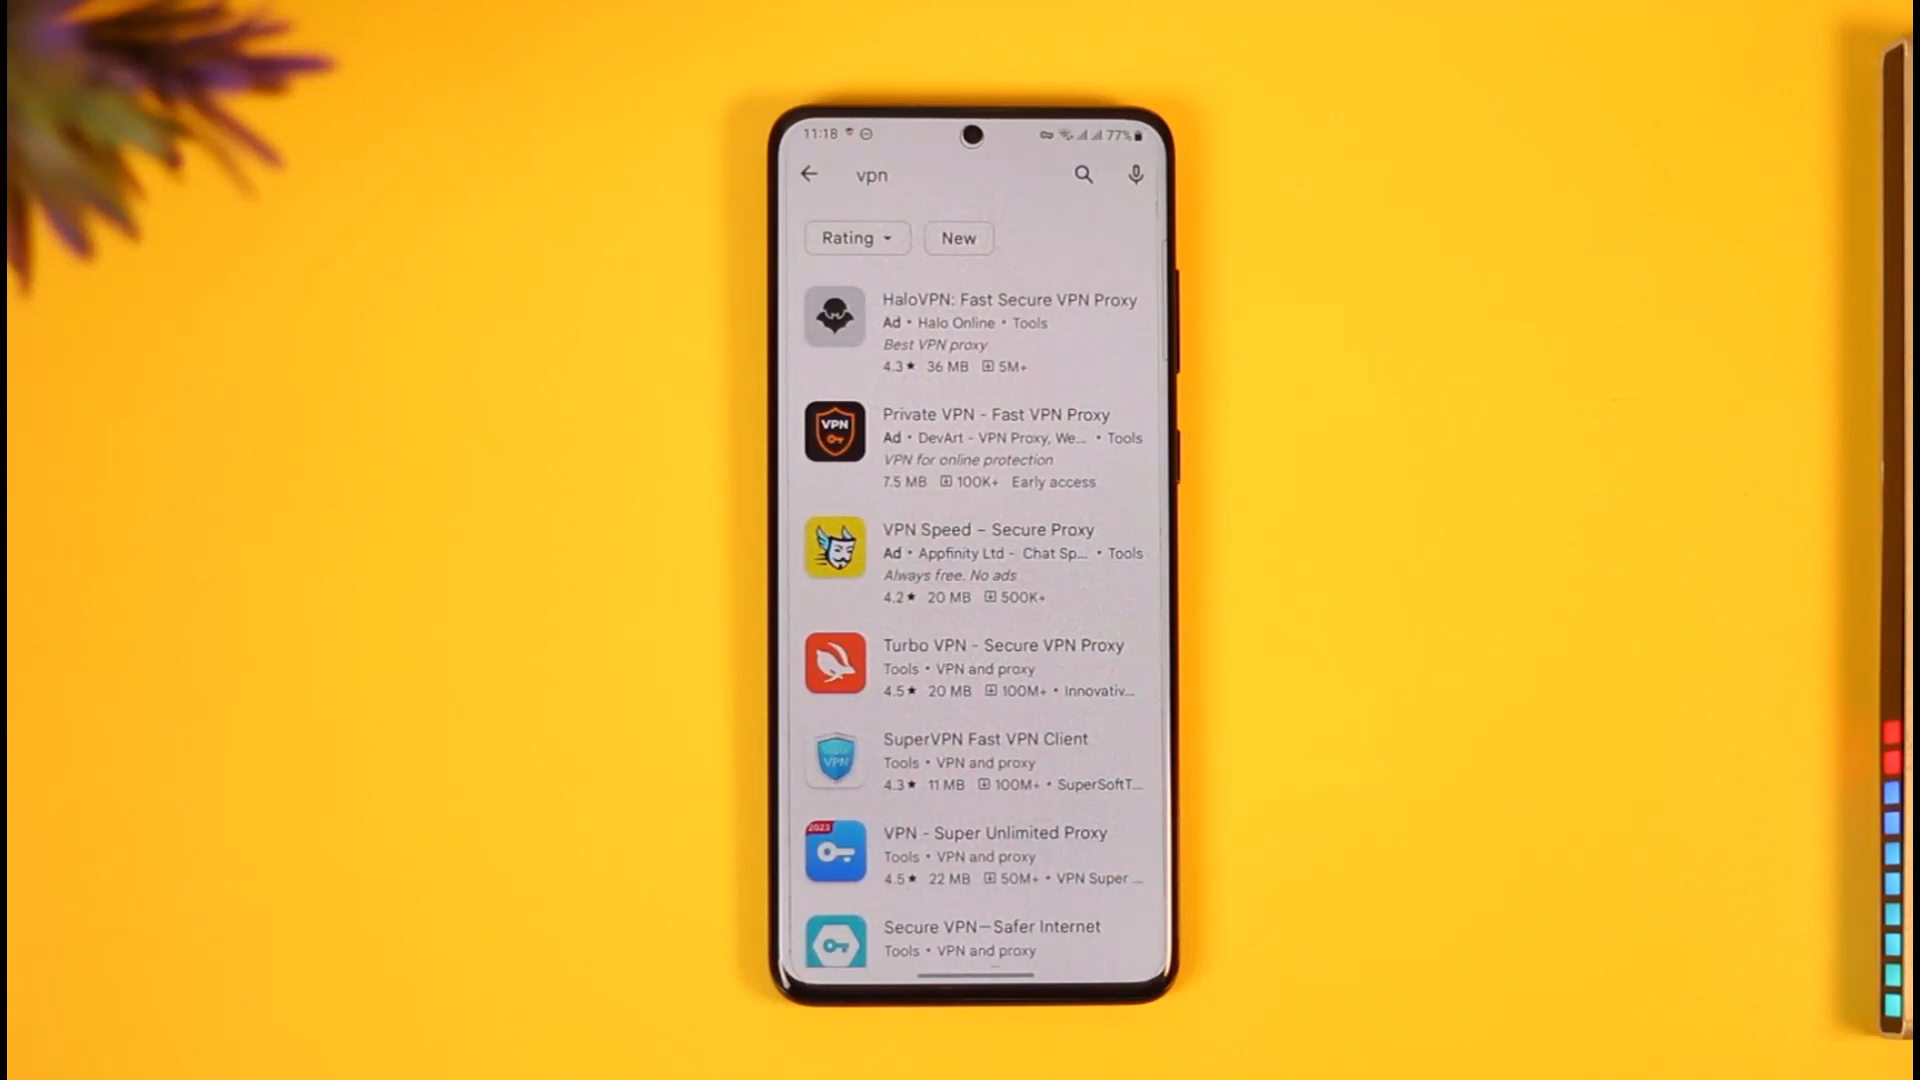 11:18 77%
vpn
Rating New
HaloVPN: Fast Secure VPN Proxy
Ad • Halo Online • Tools
Best VPN proxy
4.3★ 36 MB 5M+
VPN
Private VPN - Fast VPN Proxy
Ad • DevArt - VPN Proxy, We... • Tools
VPN for online protection
7.5 MB 100K+ Early access
VPN Speed – Secure Proxy
Ad • Appfinity Ltd - Chat Sp... • Tools
Always free. No ads
4.2★ 20 MB 500K+
Turbo VPN - Secure VPN Proxy
Tools • VPN and proxy
4.5★ 20 MB 100M+ • Innovativ...
Super
VPN
SuperVPN Fast VPN Client
Tools • VPN and proxy
4.3★ 11 MB 100M+ • SuperSoftT...
2023
VPN - Super Unlimited Proxy
Tools • VPN and proxy
4.5★ 22 MB 50M+ • VPN Super ...
Secure VPN—Safer Internet
Tools • VPN and proxy